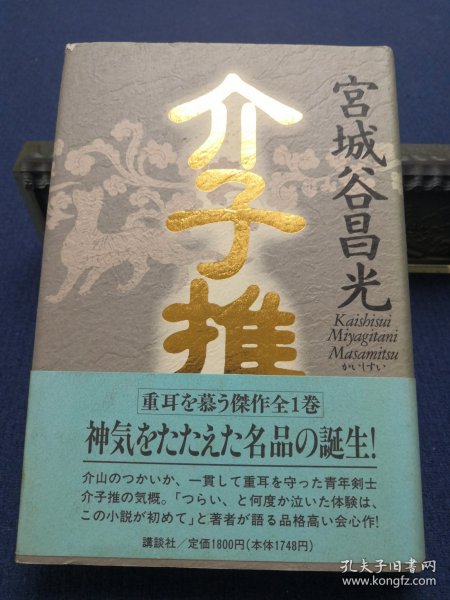 介子推
宮城谷昌光
Kaishisui
Miyagitani
Masamitsu
かいしすい
重耳を慕う傑作全1巻
神気をたたえた名品の誕生!
介山のつかいか、一貫して重耳を守った青年剣士
介子推の気概。「つらい、と何度か泣いた体験は、
この小説が初めて」と著者が語る品格高い会心作!
講談社/定価1800円(本体1748円)
孔夫子旧书网
www.kongfz.com